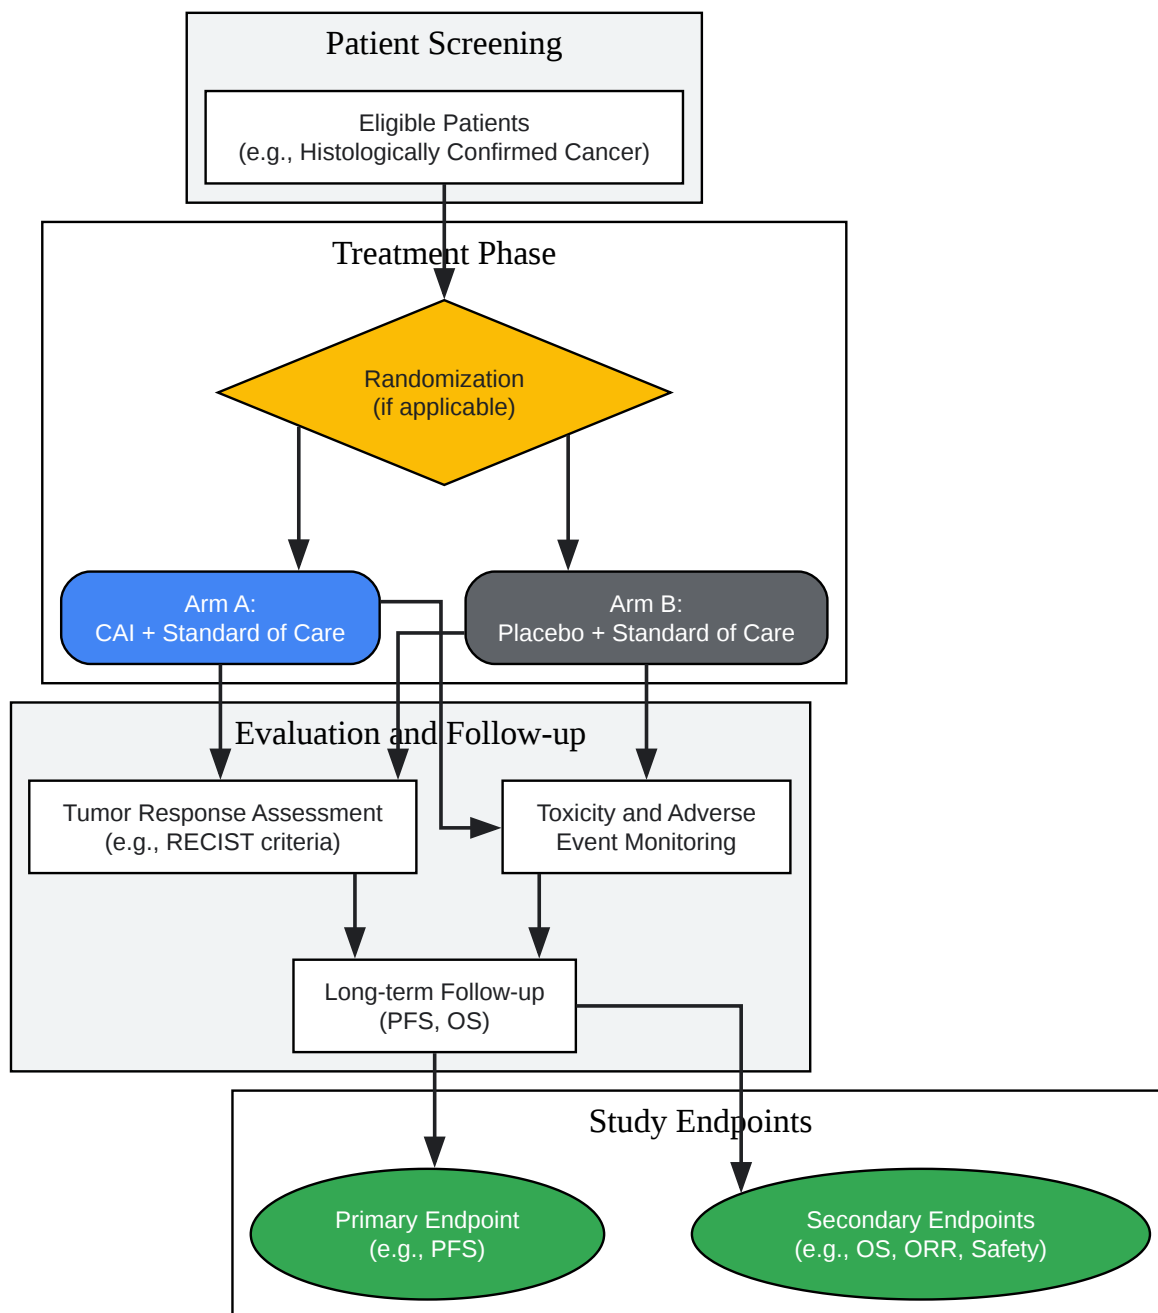 Patient Screening
Eligible Patients
(e.g., Histologically Confirmed Cancer)
Treatment Phase
Randomization
(if applicable)
Arm A:
CAI + Standard of Care
Arm B:
Placebo + Standard of Care
Evaluation and Follow-up
Tumor Response Assessment
(e.g., RECIST criteria)
Toxicity and Adverse
Event Monitoring
Long-term Follow-up
(PFS, OS)
Study Endpoints
Primary Endpoint
(e.g., PFS)
Secondary Endpoints
(e.g., OS, ORR, Safety)